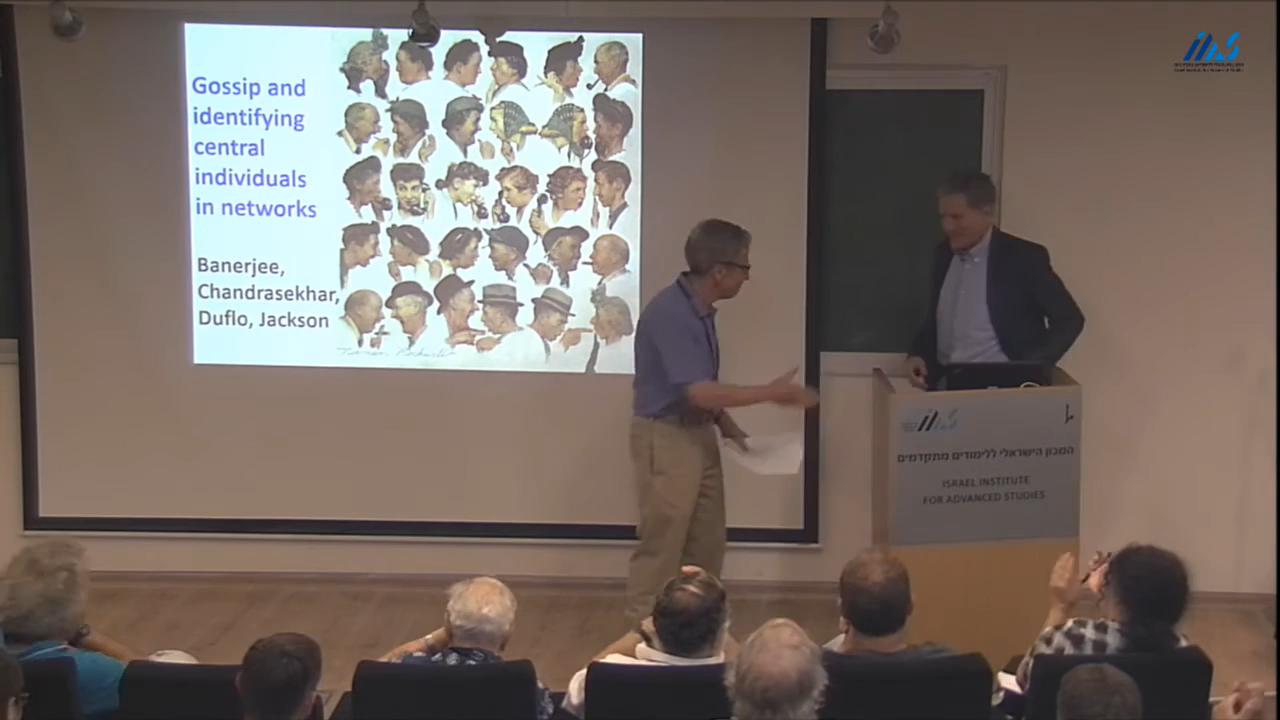 Gossip and
identifying
central
individuals
in networks
Banerjee,
Chandrasekhar,
Duflo, Jackson
המכון הישראלי ללימודים מתקדמים
ISRAEL INSTITUTE
FOR ADVANCED STUDIES